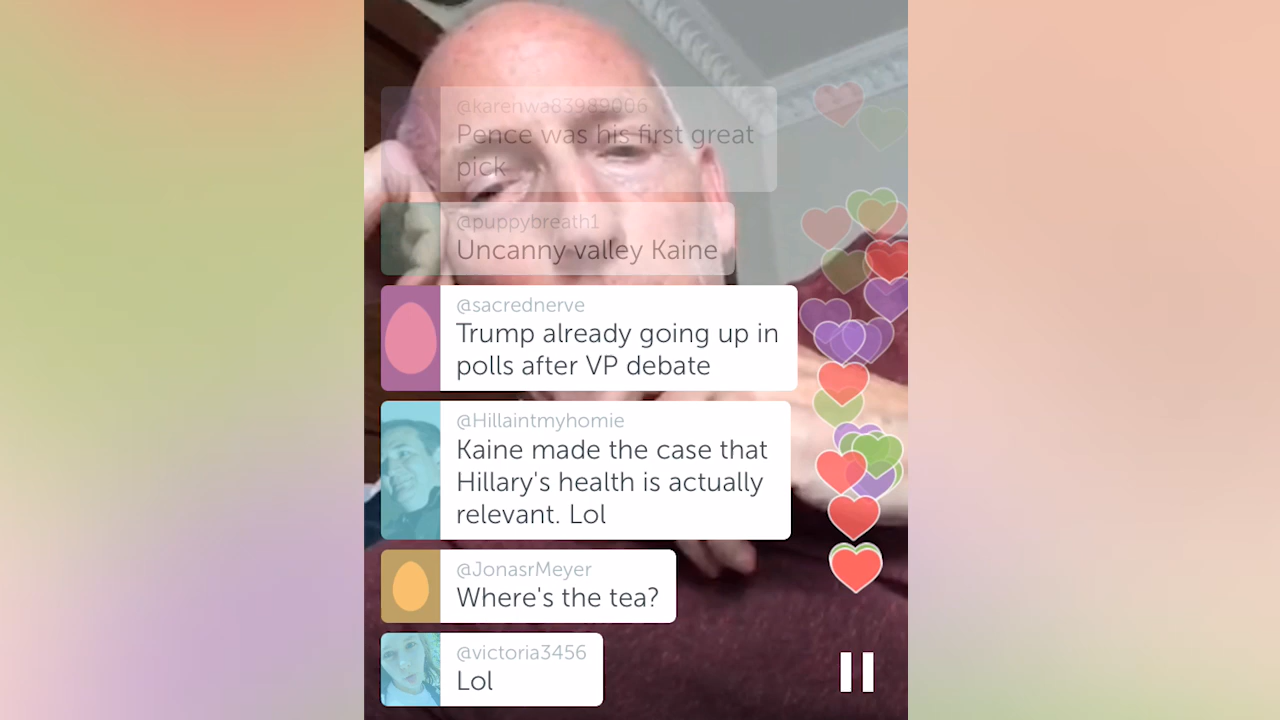 @karenwa83989006
Pence was his first great
pick
@puppybreath1
Uncanny valley Kaine
@sacrednerve
Trump already going up in
polls after VP debate
@Hillaintmyhomie
Kaine made the case that
Hillary's health is actually
relevant. Lol
@JonasrMeyer
Where's the tea?
@victoria3456
Lol